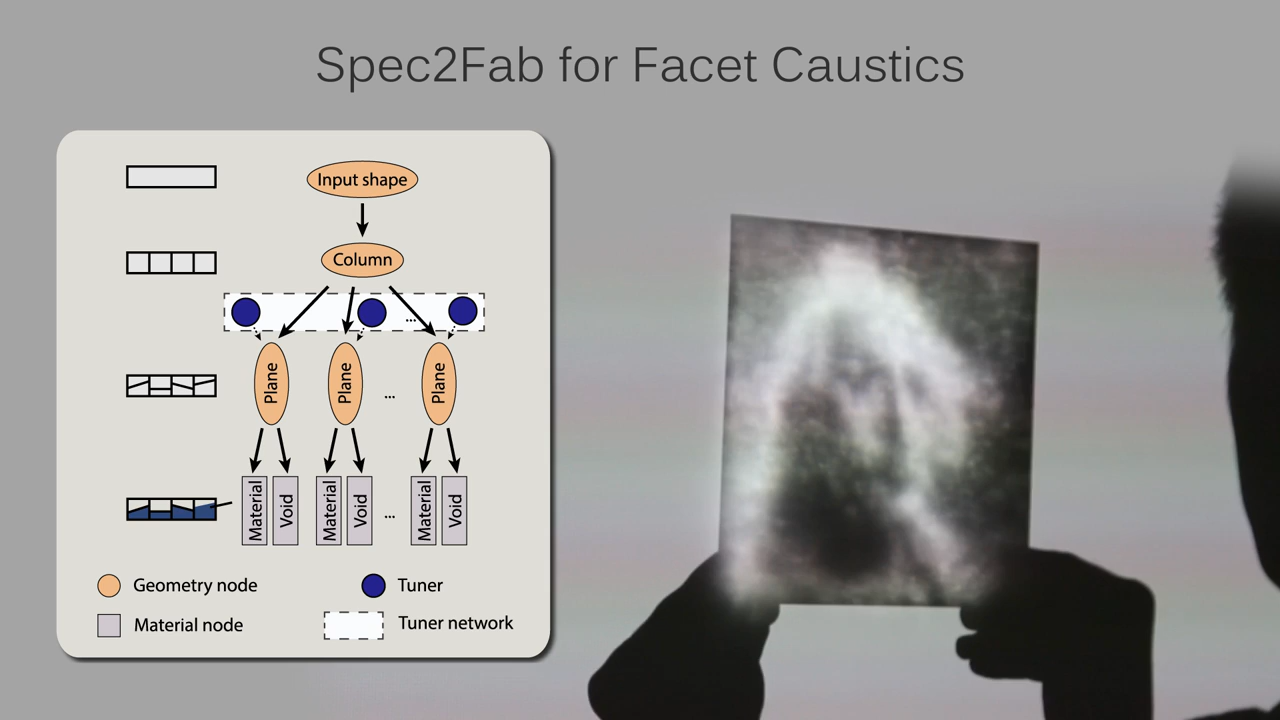 Spec2Fab for Facet Caustics
Input shape
Column
...
Plane
Plane
...
Plane
Material
Void
Material
Void
...
Material
Void
Geometry node
Tuner
Material node
Tuner network